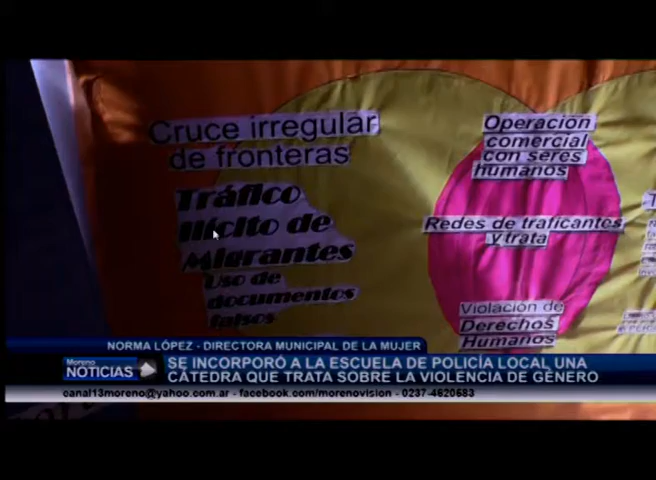 Cruce irregular
de fronteras
Tráfico
Ilícito de
Migrantes
Uso de
documentos
falsos
Operación
comercial
con seres
humanos
Redes de traficantes
y trata
Violación de
Derechos
Humanos
NORMA LÓPEZ - DIRECTORA MUNICIPAL DE LA MUJER
Moreno
NOTICIAS
SE INCORPORÓ A LA ESCUELA DE POLICÍA LOCAL UNA
CÁTEDRA QUE TRATA SOBRE LA VIOLENCIA DE GÉNERO
canal13moreno@yahoo.com.ar - facebook.com/morenovision - 0237-4620683